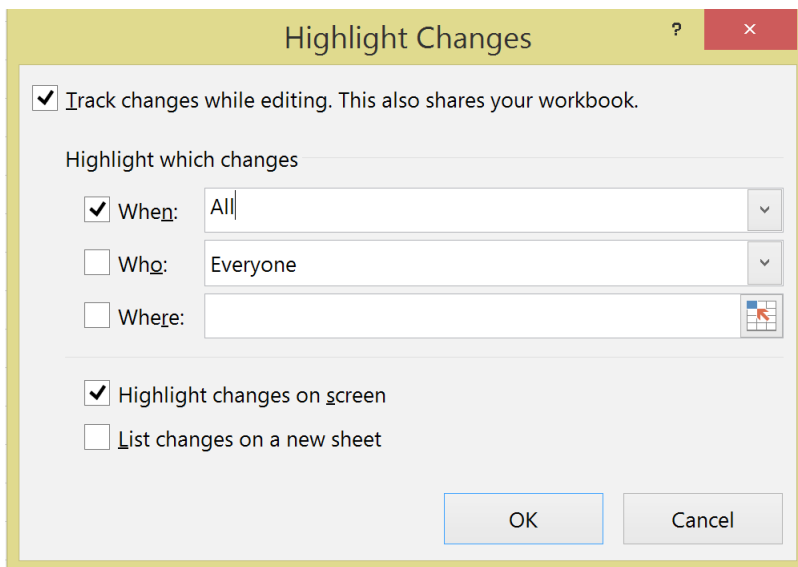 Highlight Changes
?
Track changes while editing. This also shares your workbook.
Highlight which changes
When: All
Who: Everyone
Where:
Highlight changes on screen
List changes on a new sheet
OK Cancel